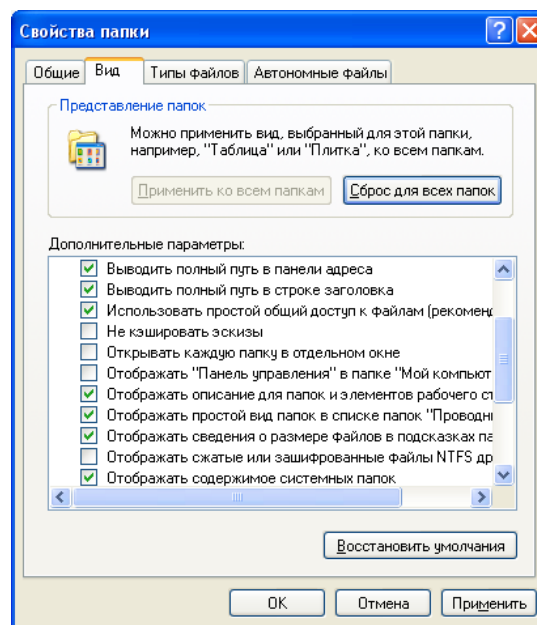 Свойства папки
Общие Вид Типы файлов Автономные файлы
Представление папок
Можно применить вид, выбранный для этой папки,
например, "Таблица" или "Плитка", ко всем папкам.
Применить ко всем папкам Сброс для всех папок
Дополнительные параметры:
Выводить полный путь в панели адреса
Выводить полный путь в строке заголовка
Использовать простой общий доступ к файлам (рекоменд
Не кэшировать эскизы
Открывать каждую папку в отдельном окне
Отображать "Панель управления" в папке "Мой компьют
Отображать описание для папок и элементов рабочего ст
Отображать простой вид папок в списке папок "Проводни
Отображать сведения о размере файлов в подсказках па
Отображать сжатые или зашифрованные файлы NTFS др
Отображать содержимое системных папок
Восстановить умолчания
OK Отмена Применить